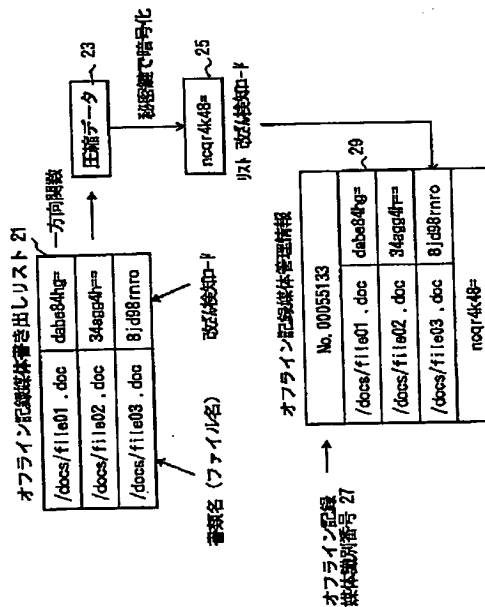 オフライン記録媒体書き出しリスト 21
/docs/file01.doc dabe84hg=
/docs/file02.doc 34agg4h==
/docs/file03.doc 8jd98rnro
書類名 (ファイル名)
改ざん検知コード
一方向関数
圧縮データ
23
秘密鍵で暗号化
ncqr4k48=
25
リスト 改ざん検知コード
オフライン記録媒体管理情報
No.00055133
/docs/file01.doc dabe84hg=
29
/docs/file02.doc 34agg4h==
/docs/file03.doc 8jd98rnro
ncqr4k48=
オフライン記録
媒体識別番号 27